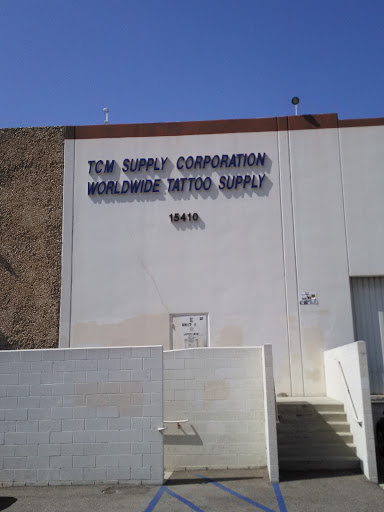 TCM SUPPLY CORPORATION
WORLDWIDE TATTOO SUPPLY
15410